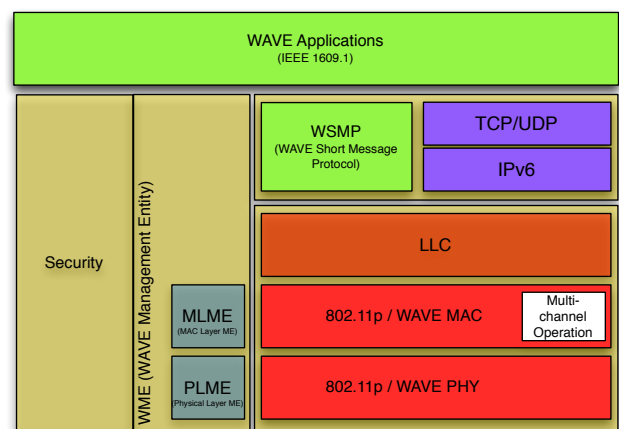 WAVE Applications
(IEEE 1609.1)
WSMP
(WAVE Short Message
Protocol)
TCP/UDP
IPv6
LLC
Security
WME (WAVE Management Entity)
MLME
(MAC Layer ME)
802.11p / WAVE MAC
Multi-
channel
Operation
PLME
(Physical Layer ME)
802.11p / WAVE PHY